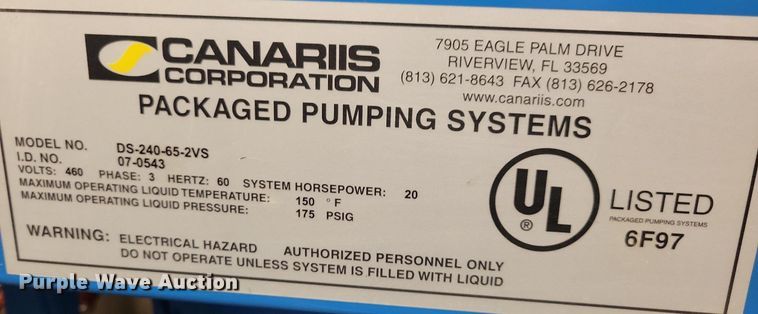 CANARIIS
CORPORATION
7905 EAGLE PALM DRIVE
RIVERVIEW, FL 33569
(813) 621-8643 FAX (813) 626-2178
www.canariis.com
PACKAGED PUMPING SYSTEMS
MODEL NO. DS-240-65-2VS
I.D. NO. 07-0543
VOLTS: 460 PHASE: 3 HERTZ: 60 SYSTEM HORSEPOWER: 20
MAXIMUM OPERATING LIQUID TEMPERATURE: 150 ° F
MAXIMUM OPERATING LIQUID PRESSURE: 175 PSIG
UL ®
LISTED
PACKAGED PUMPING SYSTEMS
6F97
WARNING: ELECTRICAL HAZARD AUTHORIZED PERSONNEL ONLY
DO NOT OPERATE UNLESS SYSTEM IS FILLED WITH LIQUID
Purple Wave Auction